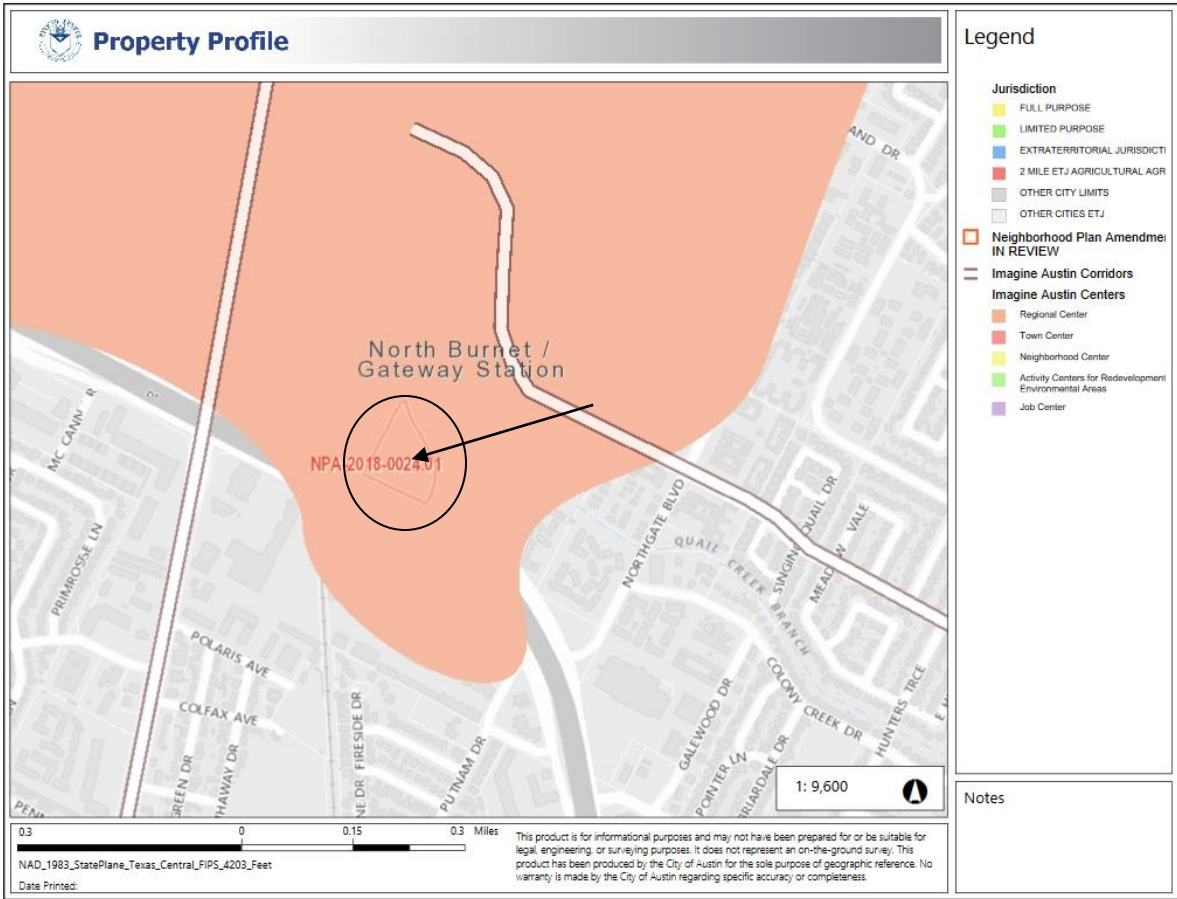 Property Profile
AND DR
North Burnet /
Gateway Station
NPA-2018-0024.01
MC CANN
PRIMROSSE LN
POLARIS AVE
COLFAX AVE
GREEN DR
HAWAY DR
NE DR
FIRESIDE DR
PUTNAM DR
NORTHGATE BLVD
QUAIL CREEK BRANCH
SINGING QUAIL DR
MEADOW VALE
COLONY CREEK DR
HUNTERS TRCE
GALEWOOD DR
POINTER LN
BRIARDALE DR
1: 9,600
Legend
Jurisdiction
FULL PURPOSE
LIMITED PURPOSE
EXTRATERRITORIAL JURISDICTI
2 MILE ETJ AGRICULTURAL AGR
OTHER CITY LIMITS
OTHER CITIES ETJ
Neighborhood Plan Amendmen
IN REVIEW
Imagine Austin Corridors
Imagine Austin Centers
Regional Center
Town Center
Neighborhood Center
Activity Centers for Redevelopment
Environmental Areas
Job Center
Notes
0.3 0 0.15 0.3 Miles
NAD_1983_StatePlane_Texas_Central_FIPS_4203_Feet
Date Printed:
This product is for informational purposes and may not have been prepared for or be suitable for
legal, engineering, or surveying purposes. It does not represent an on-the-ground survey. This
product has been produced by the City of Austin for the sole purpose of geographic reference. No
warranty is made by the City of Austin regarding specific accuracy or completeness.